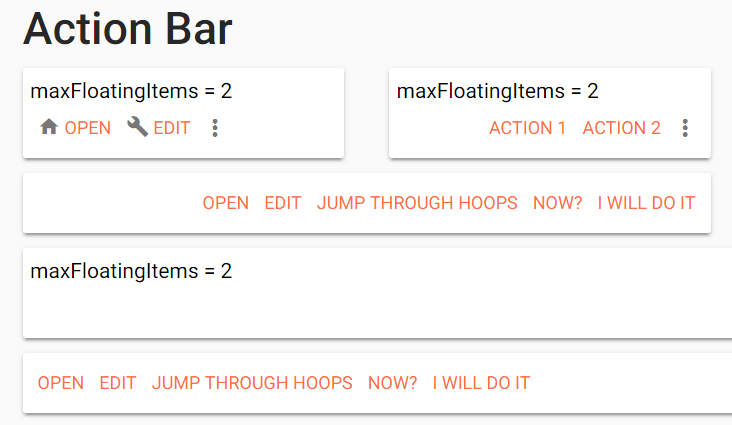 Action Bar
maxFloatingItems = 2
OPEN EDIT
maxFloatingItems = 2
ACTION 1 ACTION 2
OPEN EDIT JUMP THROUGH HOOPS NOW? I WILL DO IT
maxFloatingItems = 2
OPEN EDIT JUMP THROUGH HOOPS NOW? I WILL DO IT